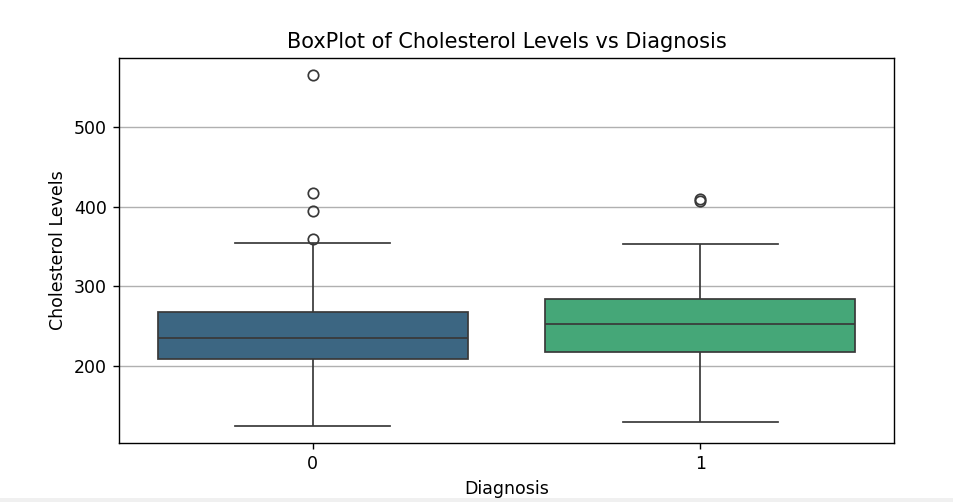 BoxPlot of Cholesterol Levels vs Diagnosis
500
400
300
200
Cholesterol Levels
0
1
Diagnosis